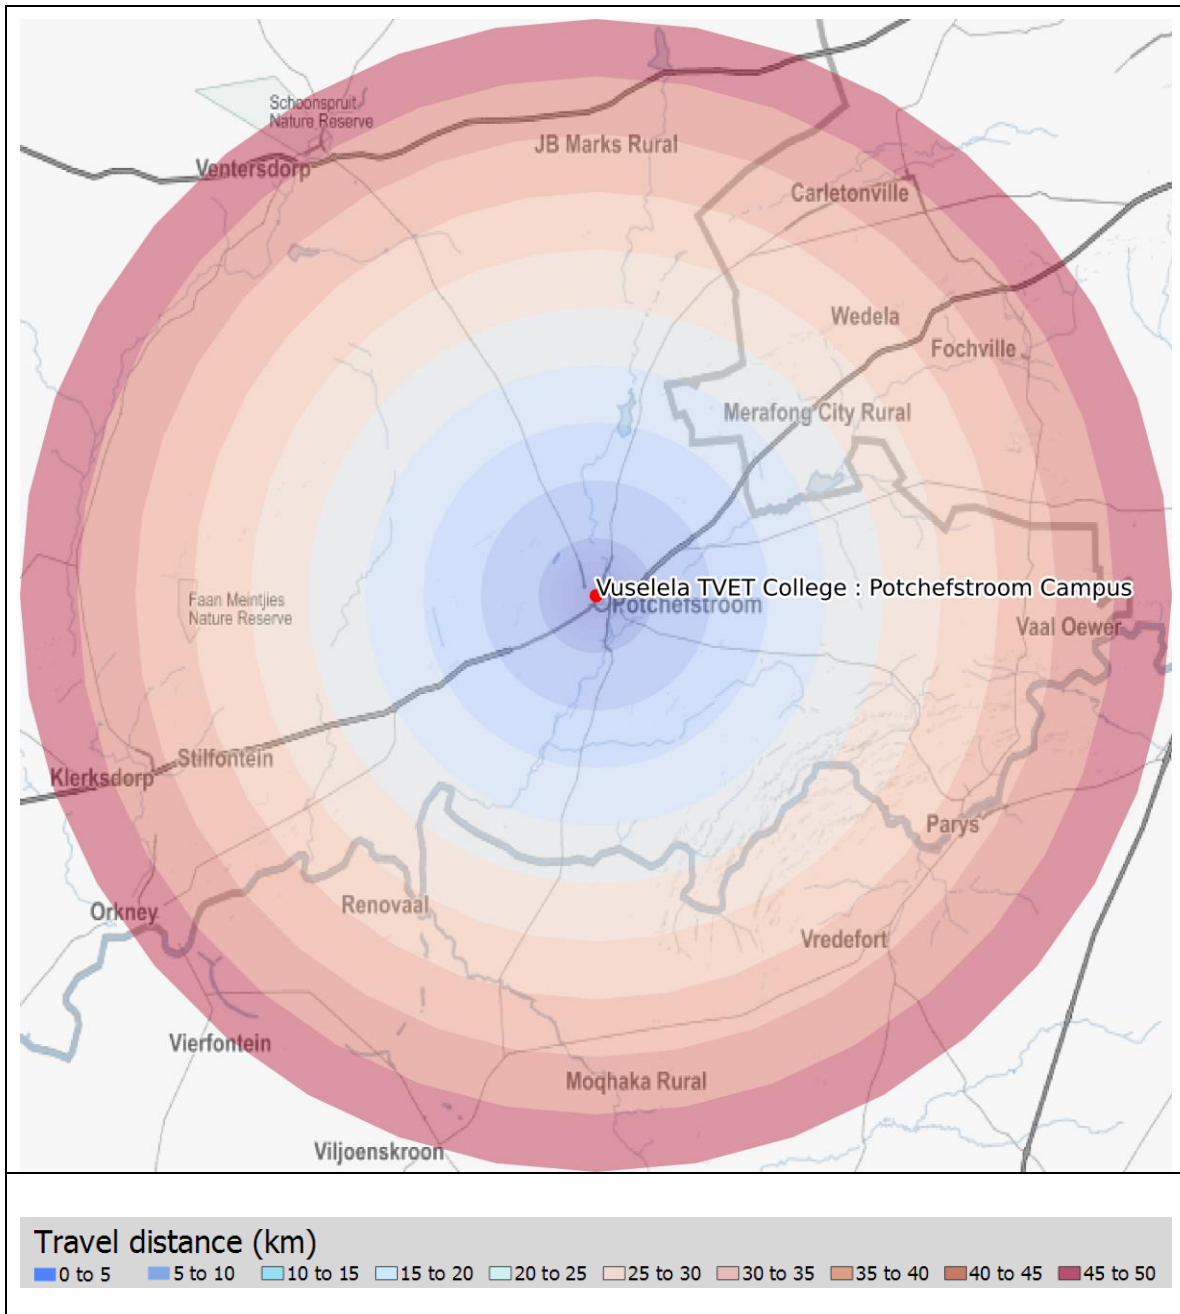 Schoonspruit
Nature Reserve
JB Marks Rural
Ventersdorp
Carletonville
Wedela
Fochville
Merafong City Rural
Vuselela TVET College : Potchefstroom Campus
Potchefstroom
Faan Meintjies
Nature Reserve
Vaal Oewer
Stilfontein
Klerksdorp
Parys
Renovaal
Orkney
Vredefort
Vierfontein
Moqhaka Rural
Viljoenskroon
Travel distance (km)
0 to 5 5 to 10 10 to 15 15 to 20 20 to 25 25 to 30 30 to 35 35 to 40 40 to 45 45 to 50